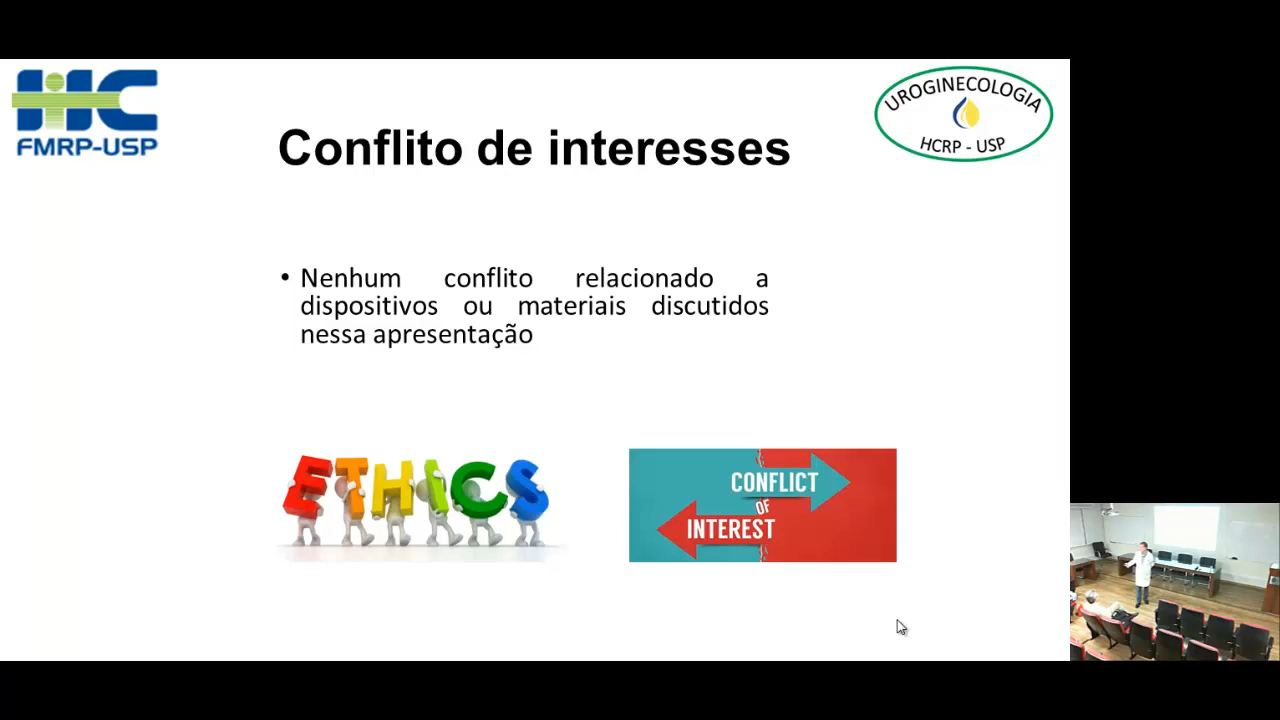 FMRP-USP
UROGINECOLOGIA
HCRP - USP
Conflito de interesses
• Nenhum conflito relacionado a
dispositivos ou materiais discutidos
nessa apresentação
ETHICS
CONFLICT
OF
INTEREST